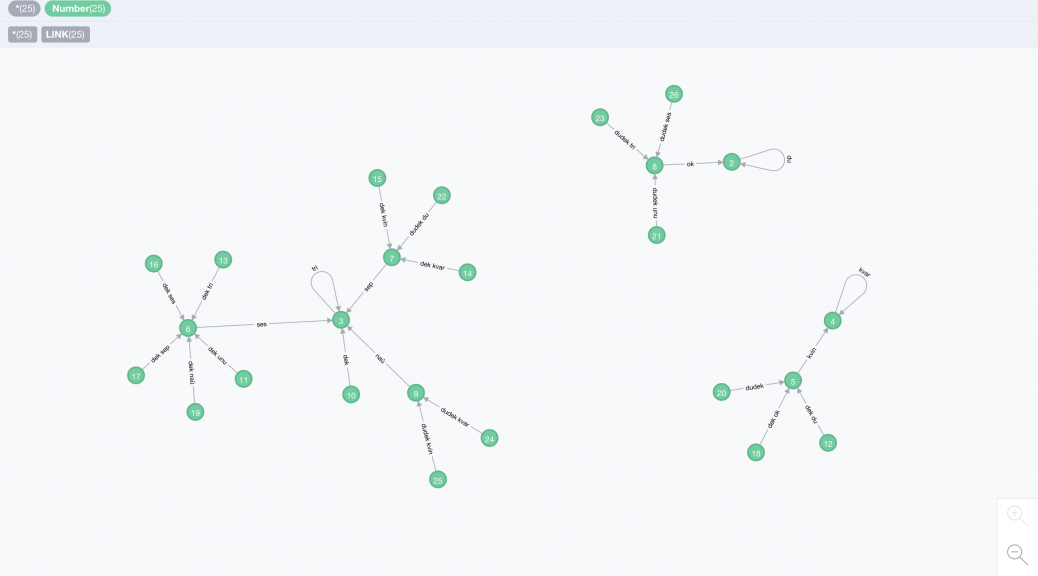 *(25) Number(25)
*(25) LINK(25)
26
23
dudek tri
dudek ses
8
ok
2
du
dudek unu
21
15
22
dek kvin
dudek du
7
dek kvar
14
sep
16
13
dek ses
dek tri
6
ses
tri
3
dek sep
dek naŭ
dek unu
17
19
11
dek
10
naŭ
9
dudek kvar
24
dudek kvin
25
kvar
4
kvin
5
dudek
20
dek ok
18
dek du
12